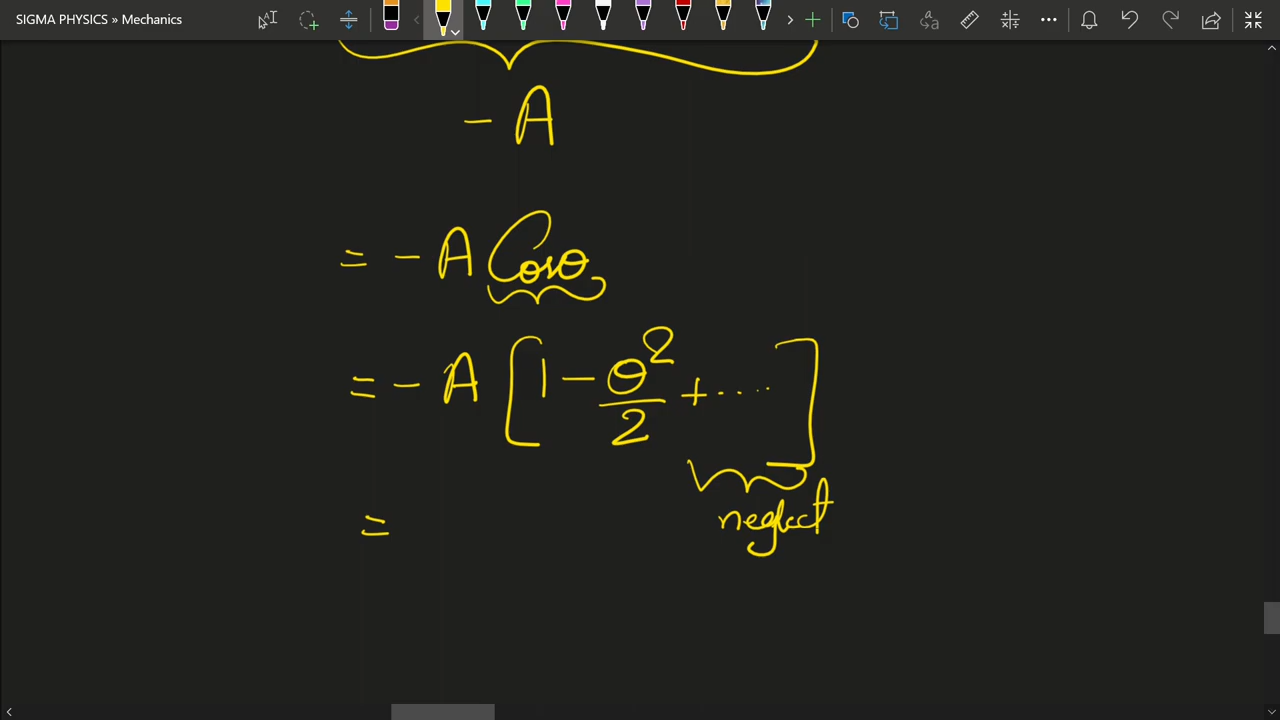 SIGMA PHYSICS » Mechanics
- A
= - A Cosθ
= - A [1 - θ²/2 + ....]
neglect
=